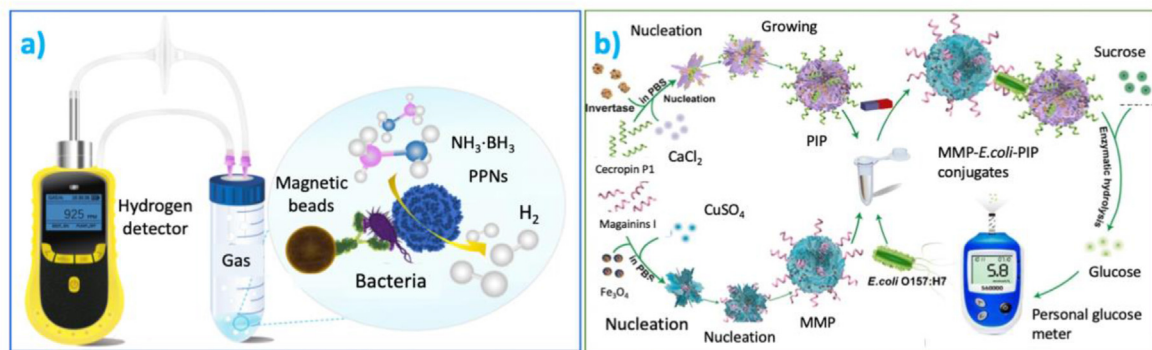 a)
Hydrogen
detector
925
Gas
Magnetic
beads
NH₃·BH₃
PPNs
H₂
Bacteria
b)
Nucleation
Growing
Invertase
in PBS
Nucleation
Cecropin P1
CaCl₂
PIP
MMP-E.coli-PIP
conjugates
Sucrose
Enzymatic hydrolysis
Magainins I
CuSO₄
in PBS
Fe₃O₄
Nucleation
Nucleation
MMP
E.coli O157:H7
5.8
Glucose
Personal glucose
meter